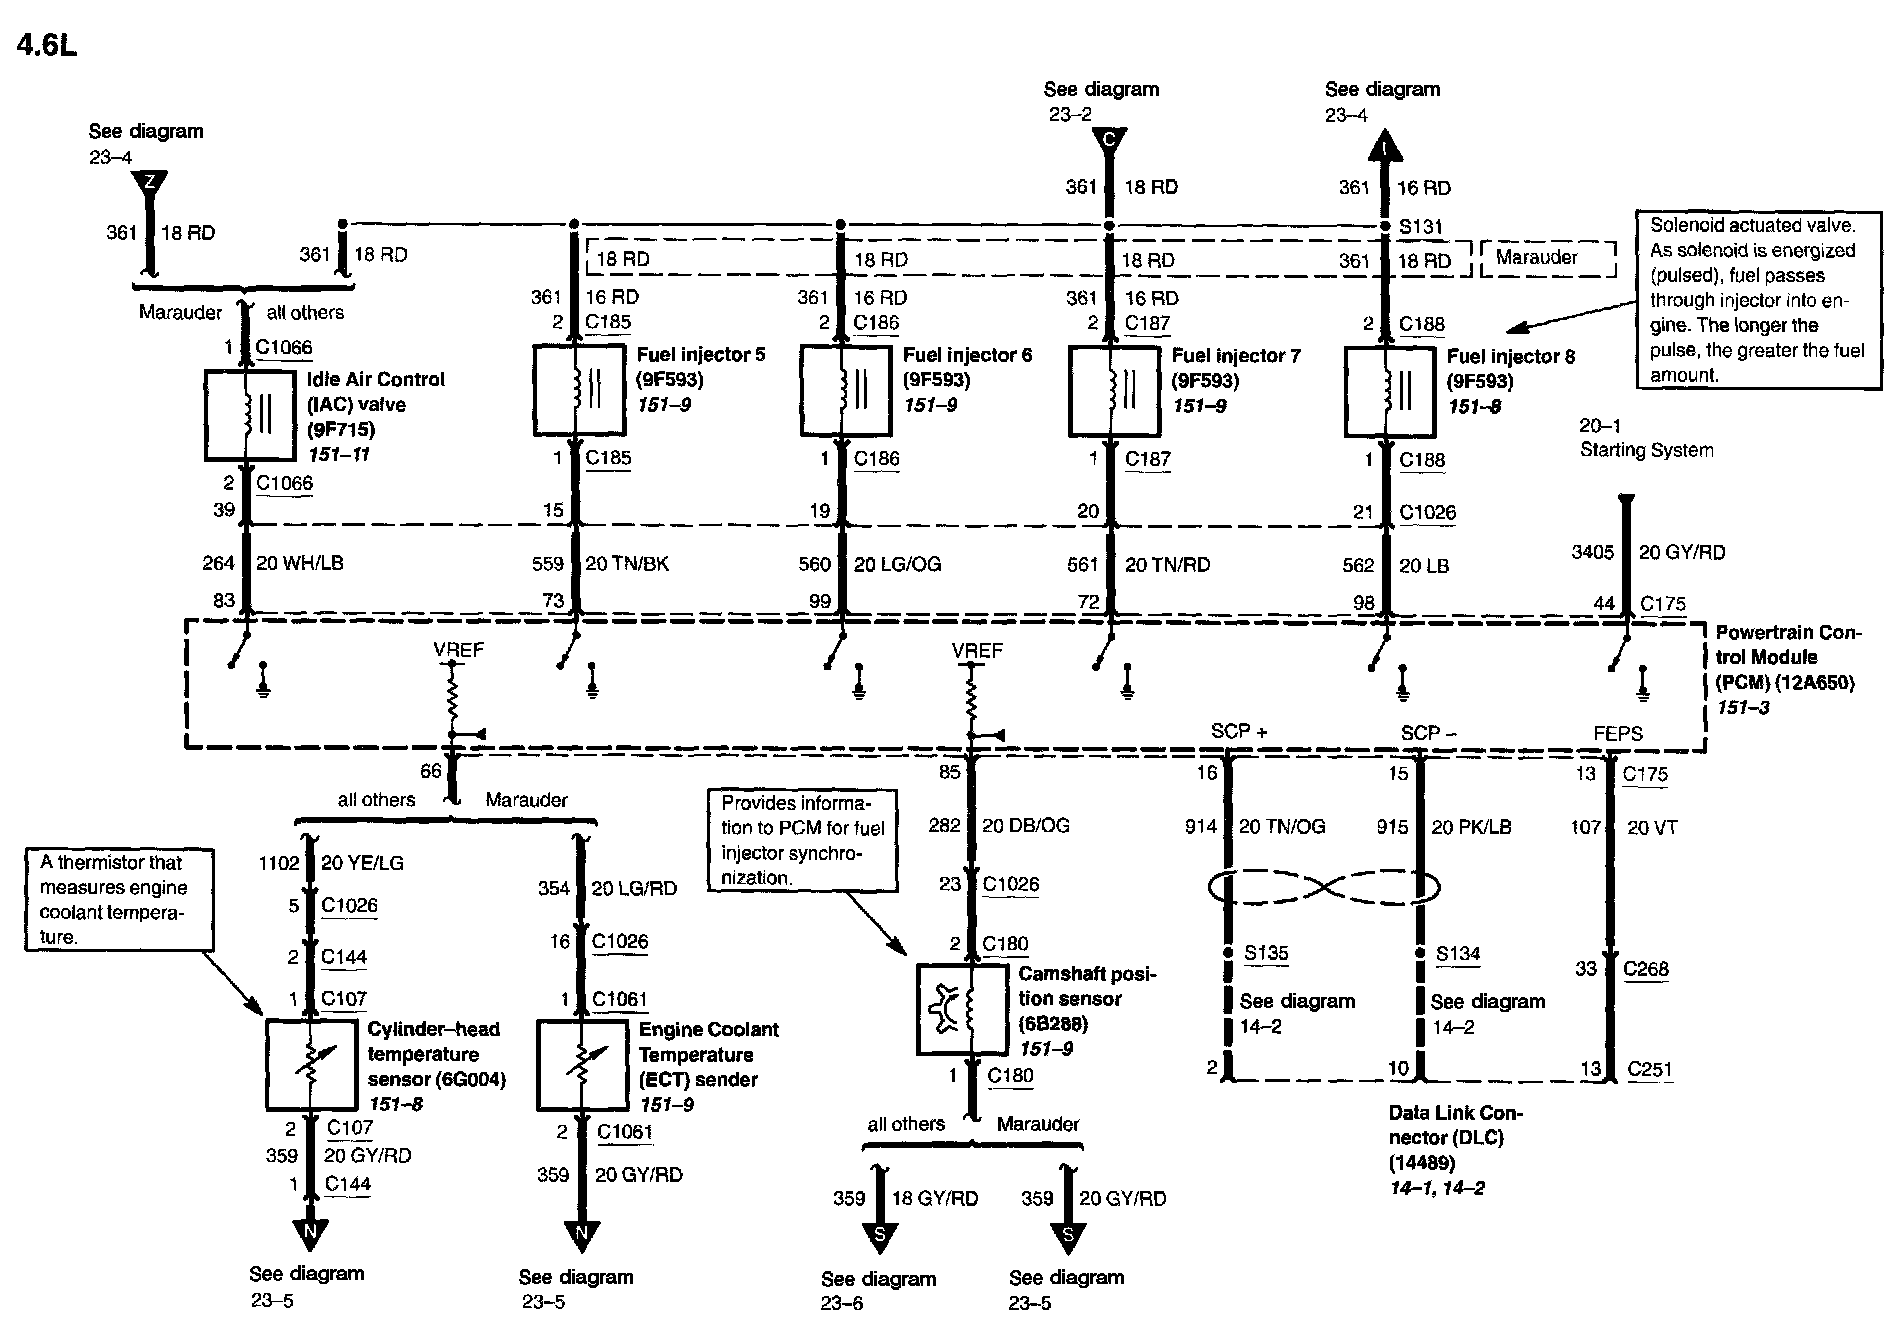 4.6L
See diagram
23–2
See diagram
23–4
See diagram
23–4
Z
C
I
361 18 RD
361 16 RD
361 18 RD
361 18 RD
S131
18 RD
18 RD
18 RD
361 18 RD
Marauder
Solenoid actuated valve.
As solenoid is energized
(pulsed), fuel passes
through injector into en-
gine. The longer the
pulse, the greater the fuel
amount.
Marauder all others
361 16 RD
361 16 RD
361 16 RD
2 C185
2 C186
2 C187
2 C188
1 C1066
Idle Air Control
(IAC) valve
(9F715)
151–11
Fuel injector 5
(9F593)
151–9
Fuel injector 6
(9F593)
151–9
Fuel injector 7
(9F593)
151–9
Fuel injector 8
(9F593)
151–8
20–1
Starting System
2 C1066
1 C185
1 C186
1 C187
1 C188
39
15
19
20
21 C1026
264 20 WH/LB
559 20 TN/BK
560 20 LG/OG
561 20 TN/RD
562 20 LB
3405 20 GY/RD
83
73
99
72
98
44 C175
VREF
VREF
Powertrain Con-
trol Module
(PCM) (12A650)
151–3
SCP +
SCP –
FEPS
66
85
16
15
13 C175
all others Marauder
Provides informa-
tion to PCM for fuel
injector synchro-
nization.
282 20 DB/OG
914 20 TN/OG
915 20 PK/LB
107 20 VT
A thermistor that
measures engine
coolant tempera-
ture.
1102 20 YE/LG
354 20 LG/RD
5 C1026
16 C1026
23 C1026
2 C144
2 C180
S135
S134
33 C268
1 C107
1 C1061
See diagram
14–2
See diagram
14–2
Cylinder–head
temperature
sensor (6G004)
151–8
Engine Coolant
Temperature
(ECT) sender
151–9
Camshaft posi-
tion sensor
(6B288)
151–9
2
10
13 C251
1 C180
Data Link Con-
nector (DLC)
(14489)
14–1, 14–2
2 C107
2 C1061
all others Marauder
359 20 GY/RD
359 20 GY/RD
1 C144
359 18 GY/RD
359 20 GY/RD
N
N
S
S
See diagram
23–5
See diagram
23–5
See diagram
23–6
See diagram
23–5